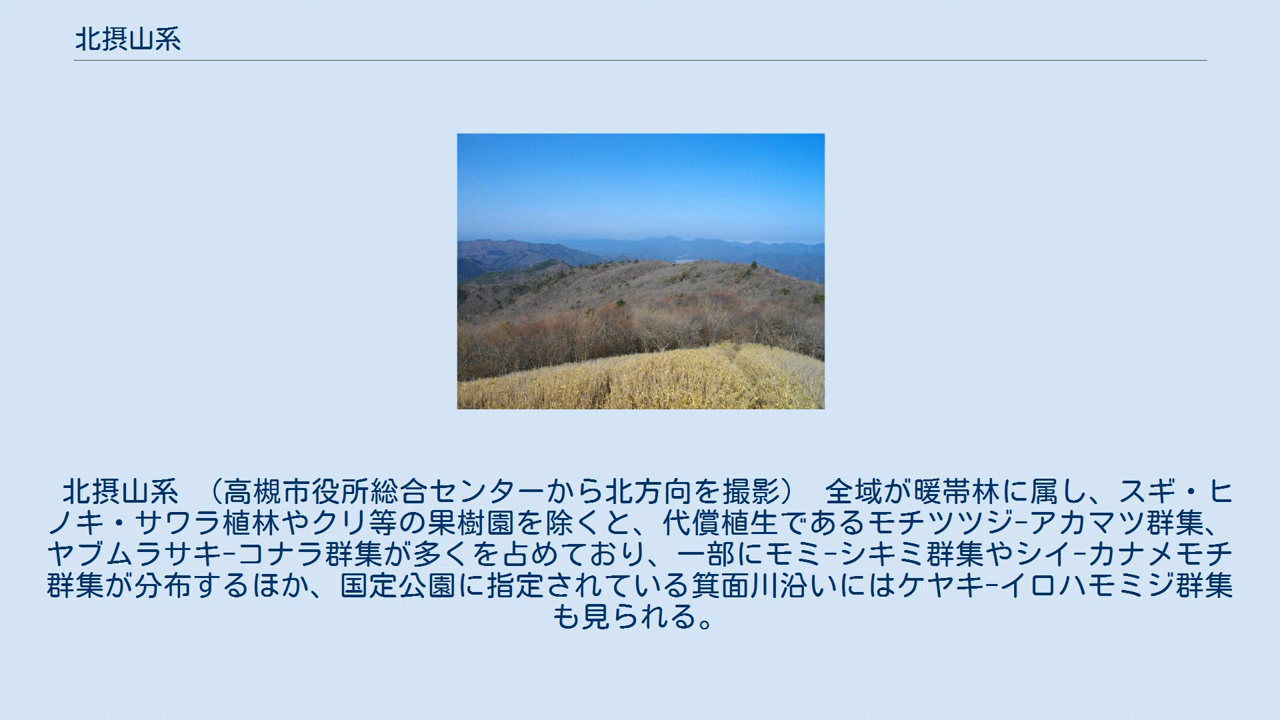 北摂山系
北摂山系 （高槻市役所総合センターから北方向を撮影） 全域が暖帯林に属し、スギ・ヒ
ノキ・サワラ植林やクリ等の果樹園を除くと、代償植生であるモチツツジ-アカマツ群集、
ヤブムラサキ-コナラ群集が多くを占めており、一部にモミ-シキミ群集やシイ-カナメモチ
群集が分布するほか、国定公園に指定されている箕面川沿いにはケヤキ-イロハモミジ群集
も見られる。